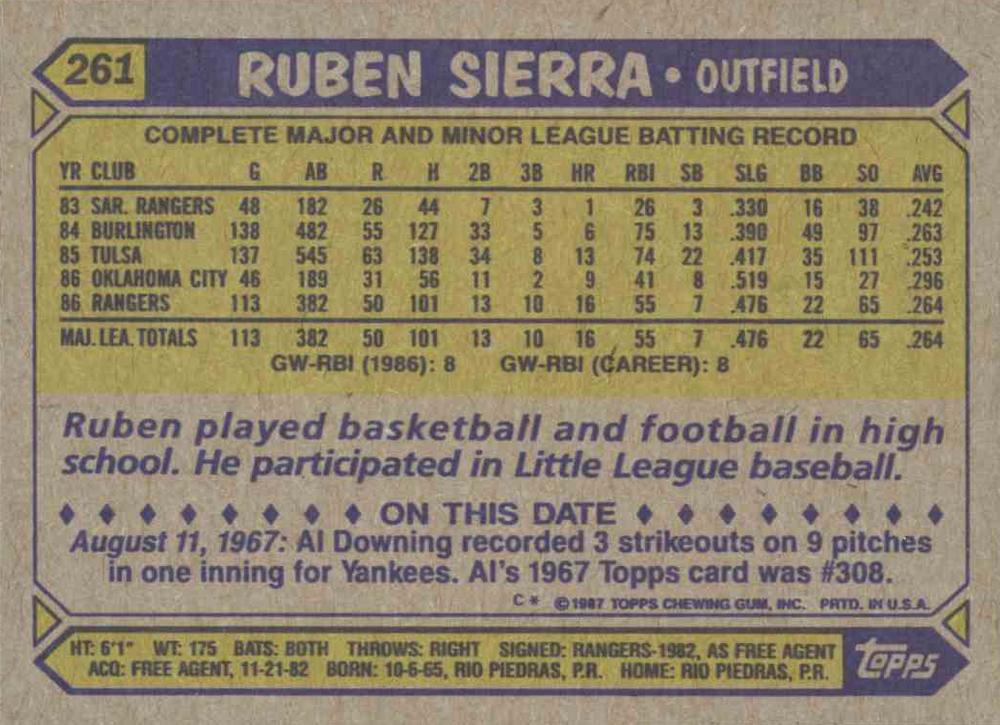 261 RUBEN SIERRA • OUTFIELD
COMPLETE MAJOR AND MINOR LEAGUE BATTING RECORD
YR CLUB G AB R H 2B 3B HR RBI SB SLG BB SO AVG
83 SAR. RANGERS 48 182 26 44 7 3 1 26 3 .330 16 38 .242
84 BURLINGTON 138 482 55 127 33 5 6 75 13 .390 49 97 .263
85 TULSA 137 545 63 138 34 8 13 74 22 .417 35 111 .253
86 OKLAHOMA CITY 46 189 31 56 11 2 9 41 8 .519 15 27 .296
86 RANGERS 113 382 50 101 13 10 16 55 7 .476 22 65 .264
MAJ. LEA. TOTALS 113 382 50 101 13 10 16 55 7 .476 22 65 .264
GW-RBI (1986): 8 GW-RBI (CAREER): 8
Ruben played basketball and football in high
school. He participated in Little League baseball.
♦ ♦ ♦ ♦ ♦ ♦ ♦ ♦ ON THIS DATE ♦ ♦ ♦ ♦ ♦ ♦ ♦ ♦
August 11, 1967: Al Downing recorded 3 strikeouts on 9 pitches
in one inning for Yankees. Al's 1967 Topps card was #308.
C* ©1987 TOPPS CHEWING GUM, INC. PRTD. IN U.S.A.
HT: 6'1" WT: 175 BATS: BOTH THROWS: RIGHT SIGNED: RANGERS-1982, AS FREE AGENT
ACQ: FREE AGENT, 11-21-82 BORN: 10-6-65, RIO PIEDRAS, P.R. HOME: RIO PIEDRAS, P.R.
topps